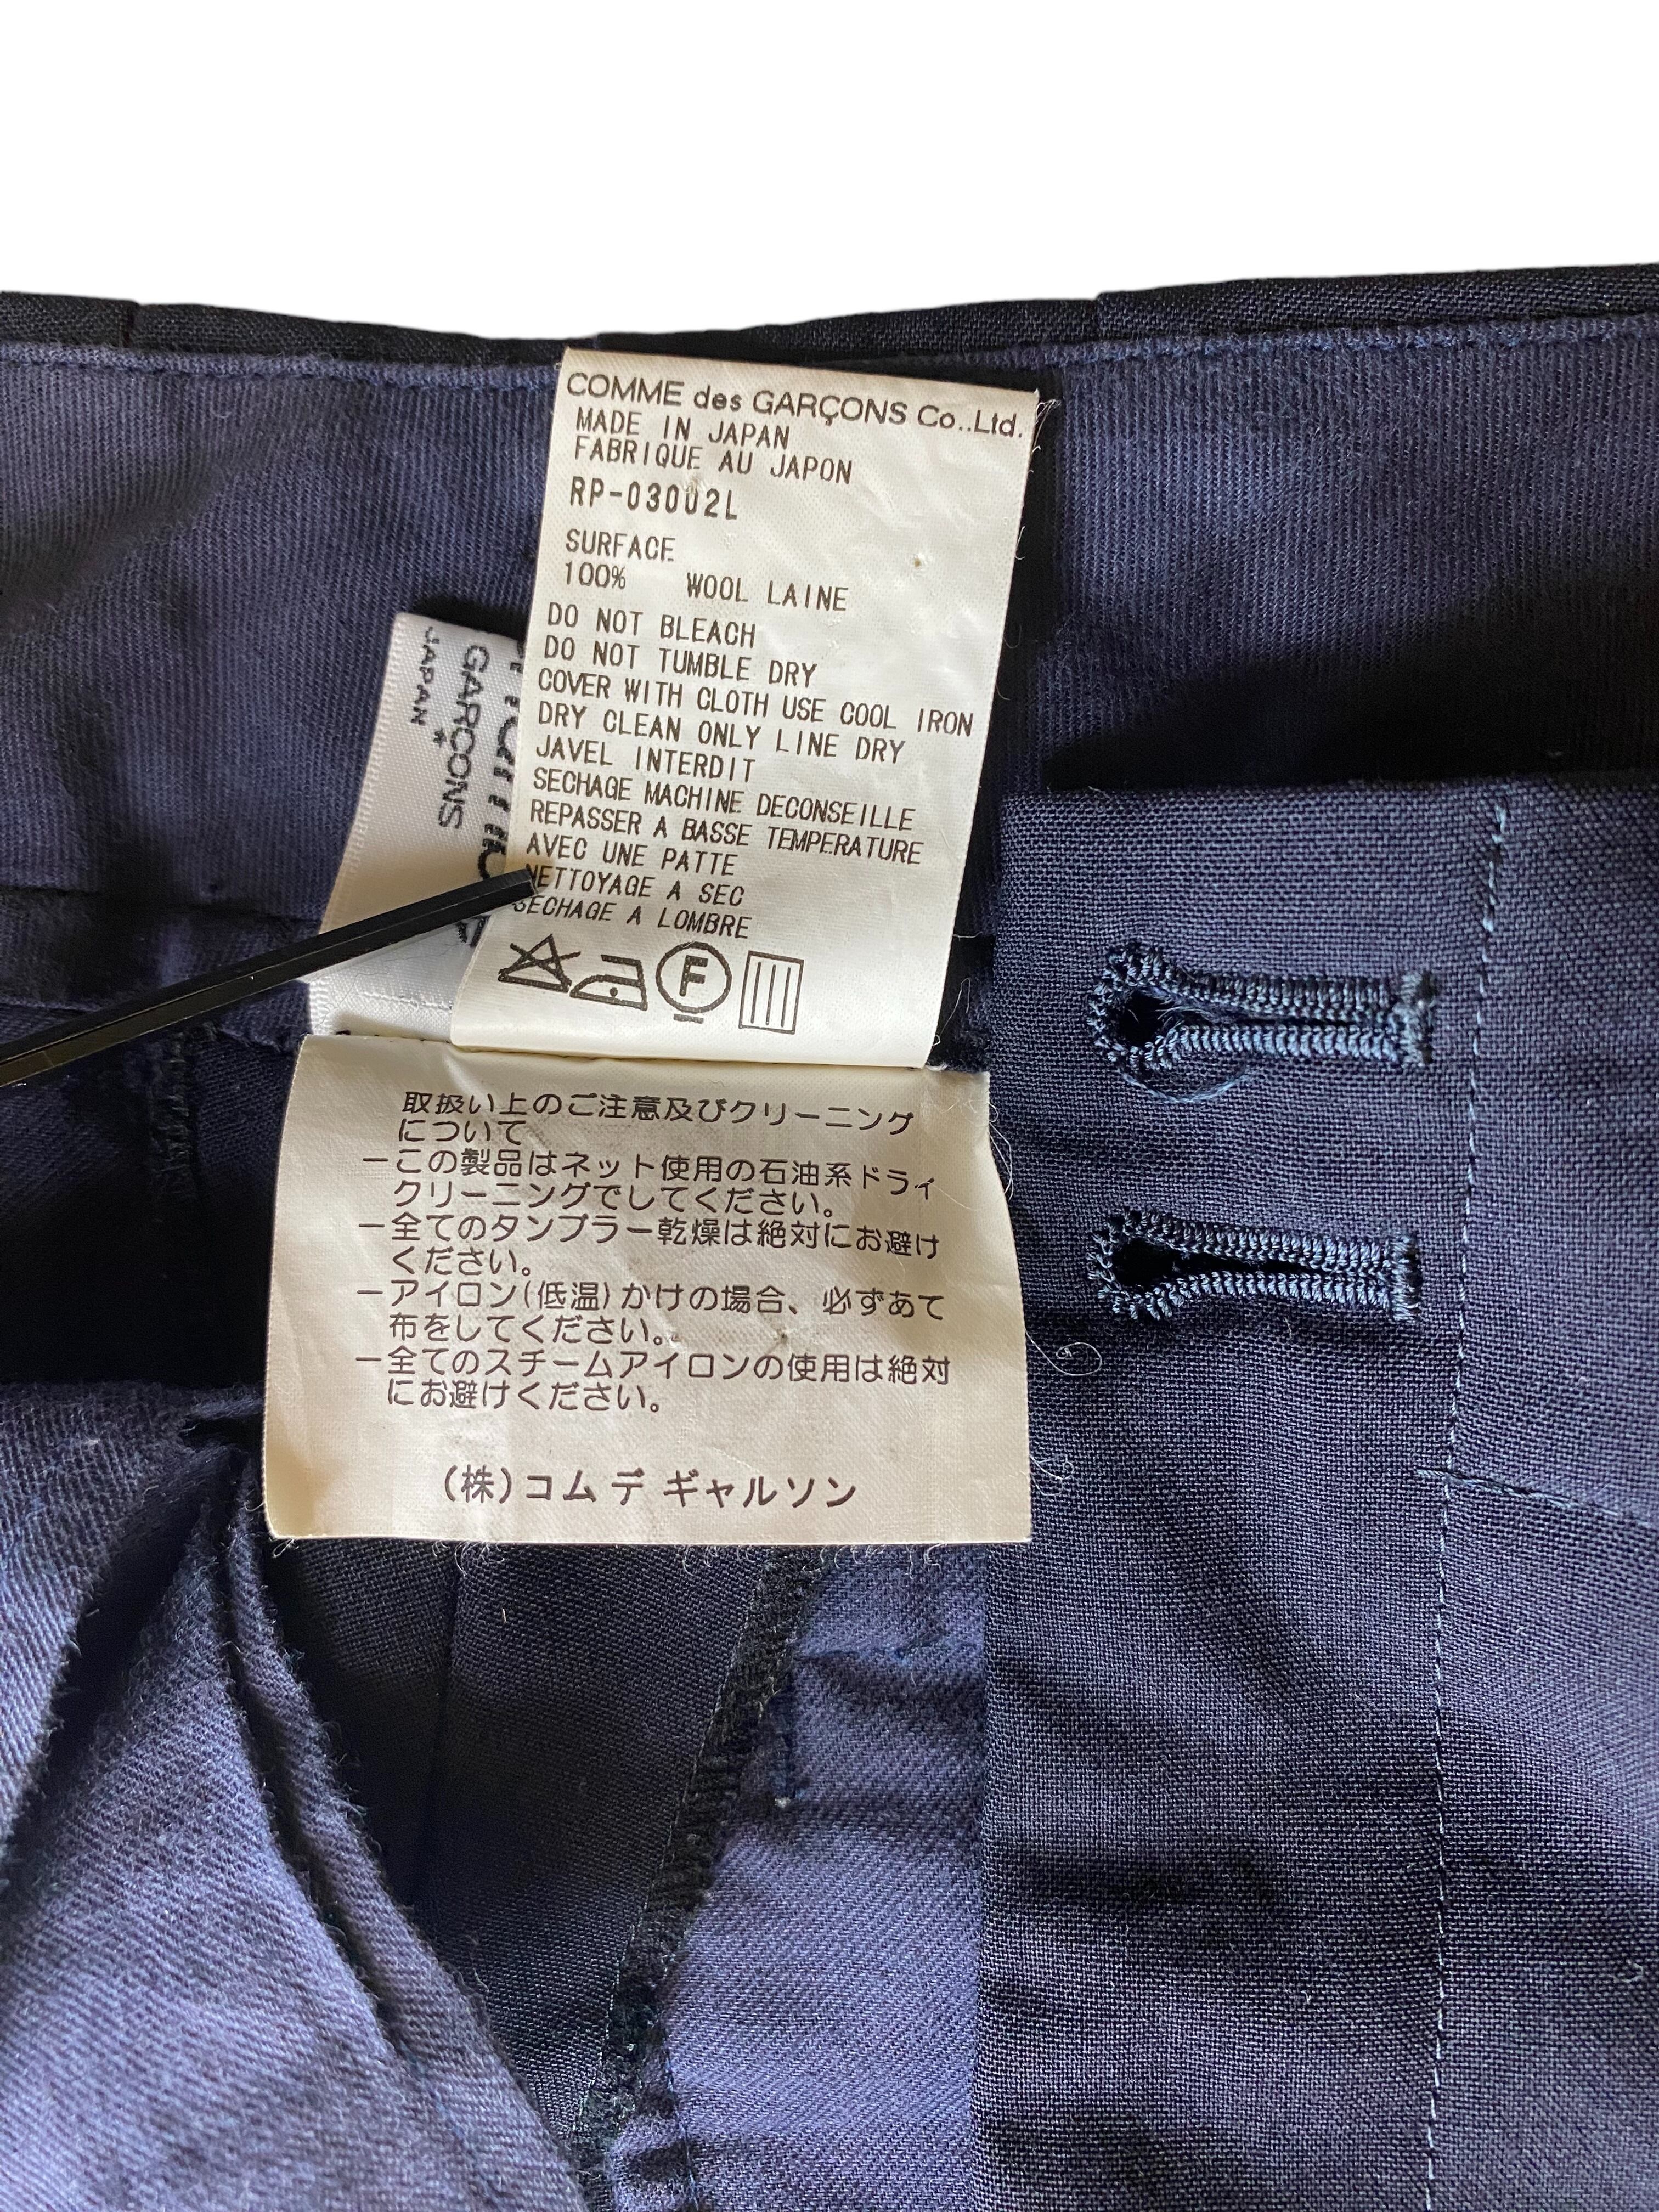 COMME des GARÇONS Co.,Ltd.
MADE IN JAPAN
FABRIQUE AU JAPON
RP-03002L
SURFACE
100% WOOL LAINE
DO NOT BLEACH
DO NOT TUMBLE DRY
COVER WITH CLOTH USE COOL IRON
DRY CLEAN ONLY LINE DRY
JAVEL INTERDIT
SECHAGE MACHINE DECONSEILLE
REPASSER A BASSE TEMPERATURE
AVEC UNE PATTE
NETTOYAGE A SEC
SECHAGE A LOMBRE
F
GARÇONS
JAPAN
取扱い上のご注意及びクリーニング
について
－この製品はネット使用の石油系ドライ
クリーニングでしてください。
－全てのタンブラー乾燥は絶対にお避け
ください。
－アイロン(低温)かけの場合、必ずあて
布をしてください。
－全てのスチームアイロンの使用は絶対
にお避けください。
(株)コム デ ギャルソン